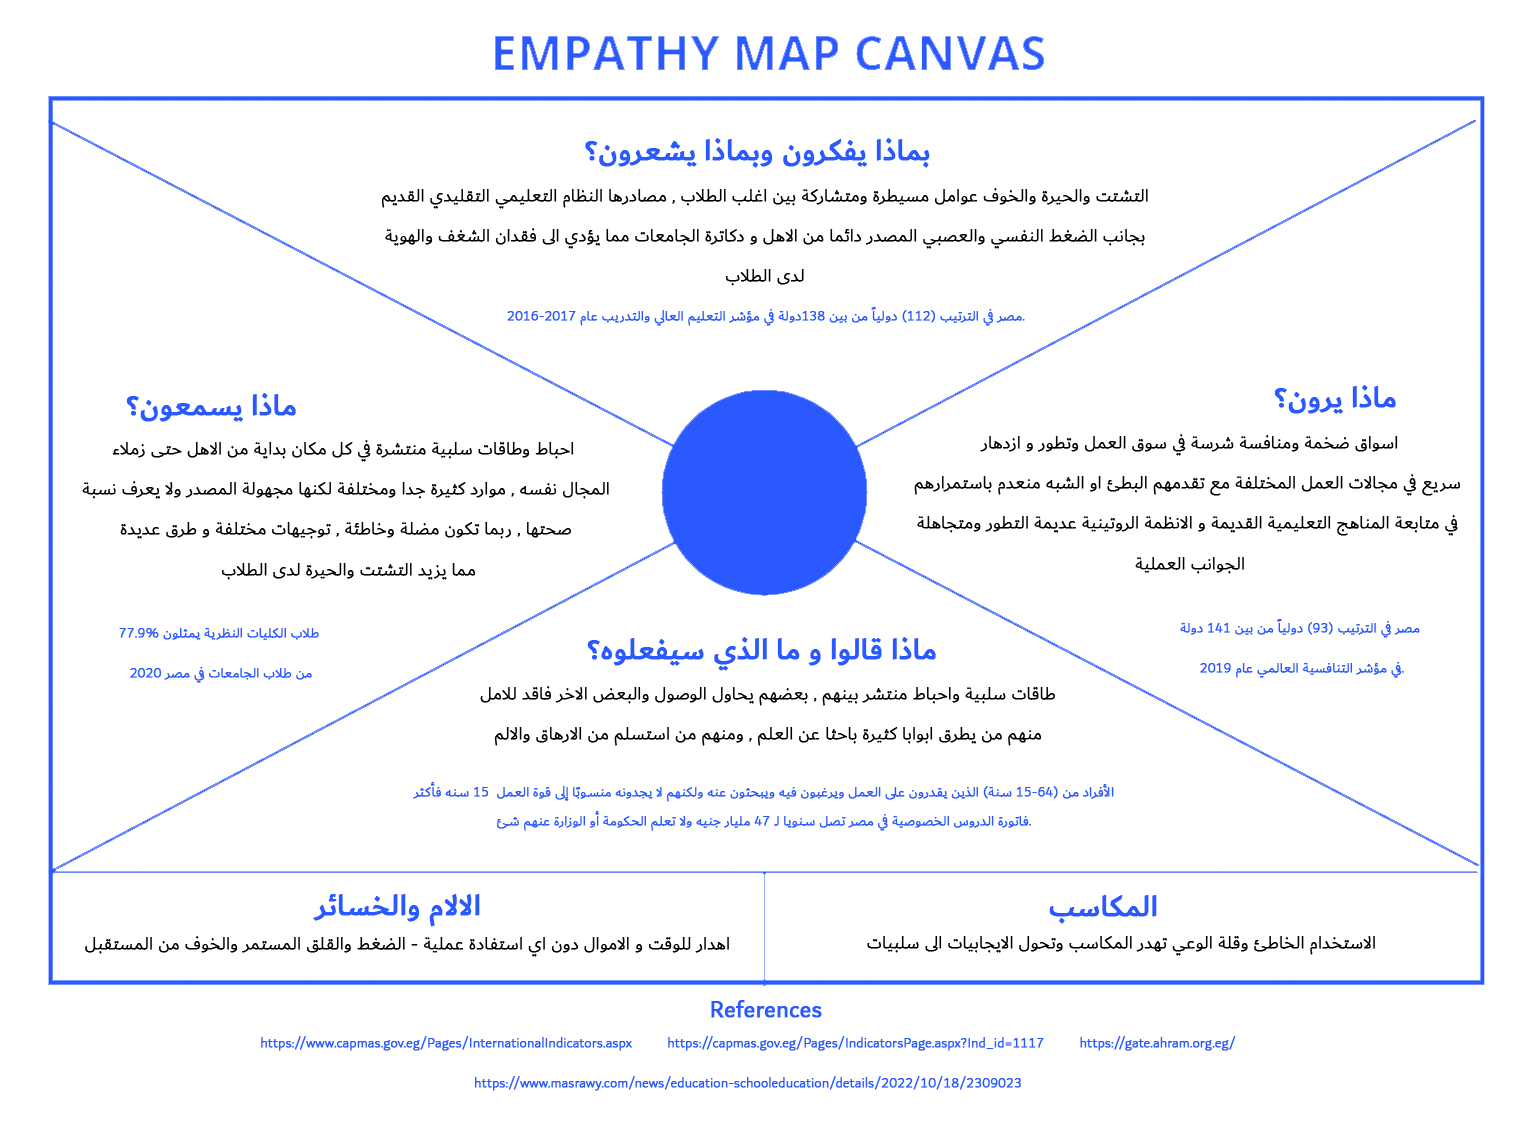 EMPATHY MAP CANVAS
بماذا يفكرون وبماذا يشعرون؟
التشتت والحيرة والخوف عوامل مسيطرة ومتشاركة بين اغلب الطلاب , مصادرها النظام التعليمي التقليدي القديم
بجانب الضغط النفسي والعصبي المصدر دائما من الاهل و دكاترة الجامعات مما يؤدي الى فقدان الشغف والهوية
لدى الطلاب
مصر في الترتيب (112) دولياً من بين 138دولة في مؤشر التعليم العالي والتدريب عام 2017-2016.
ماذا يرون؟
اسواق ضخمة ومنافسة شرسة في سوق العمل وتطور و ازدهار
سريع في مجالات العمل المختلفة مع تقدمهم البطئ او الشبه منعدم باستمرارهم
في متابعة المناهج التعليمية القديمة و الانظمة الروتينية عديمة التطور ومتجاهلة
الجوانب العملية
مصر في الترتيب (93) دولياً من بين 141 دولة
في مؤشر التنافسية العالمي عام 2019.
ماذا يسمعون؟
احباط وطاقات سلبية منتشرة في كل مكان بداية من الاهل حتى زملاء
المجال نفسه , موارد كثيرة جدا ومختلفة لكنها مجهولة المصدر ولا يعرف نسبة
صحتها , ربما تكون مضلة وخاطئة , توجيهات مختلفة و طرق عديدة
مما يزيد التشتت والحيرة لدى الطلاب
طلاب الكليات النظرية يمثلون 77.9%
من طلاب الجامعات في مصر 2020
ماذا قالوا و ما الذي سيفعلوه؟
طاقات سلبية واحباط منتشر بينهم , بعضهم يحاول الوصول والبعض الاخر فاقد للامل
منهم من يطرق ابوابا كثيرة باحثا عن العلم , ومنهم من استسلم من الارهاق والالم
الأفراد من (64-15 سنة) الذين يقدرون على العمل ويرغبون فيه ويبحثون عنه ولكنهم لا يجدونه منسوبًا إلى قوة العمل 15 سنه فأكثر
فاتورة الدروس الخصوصية في مصر تصل سنويا لـ 47 مليار جنيه ولا تعلم الحكومة أو الوزارة عنهم شئ.
المكاسب
الاستخدام الخاطئ وقلة الوعي تهدر المكاسب وتحول الايجابيات الى سلبيات
الالام والخسائر
اهدار للوقت و الاموال دون اي استفادة عملية - الضغط والقلق المستمر والخوف من المستقبل
References
https://www.capmas.gov.eg/Pages/InternationalIndicators.aspx https://capmas.gov.eg/Pages/IndicatorsPage.aspx?Ind_id=1117 https://gate.ahram.org.eg/
https://www.masrawy.com/news/education-schooleducation/details/2022/10/18/2309023